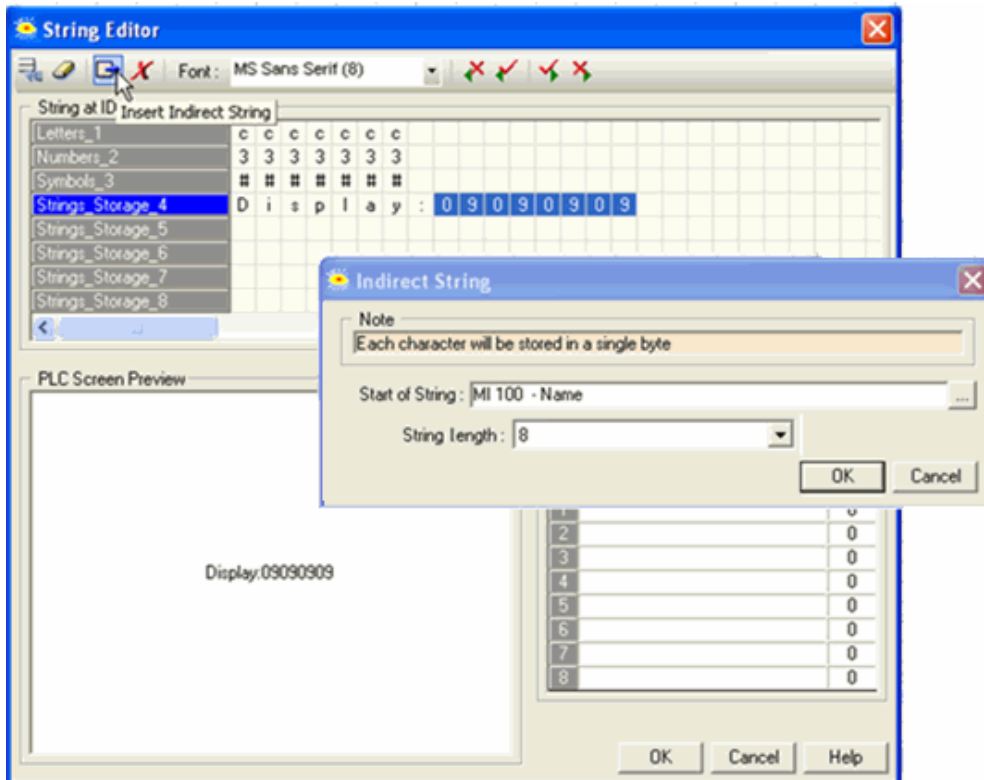 String Editor
Font: MS Sans Serif (8)
String at ID
Insert Indirect String
Letters_1 c c c c c c c
Numbers_2 3 3 3 3 3 3 3
Symbols_3 # # # # # # #
Strings_Storage_4 D i s p l a y : 0 9 0 9 0 9 0 9
Strings_Storage_5
Strings_Storage_6
Strings_Storage_7
Strings_Storage_8
Indirect String
Note
Each character will be stored in a single byte
Start of String : MI 100 - Name ...
String length : 8
OK Cancel
PLC Screen Preview
Display:09090909
2 0
3 0
4 0
5 0
6 0
7 0
8 0
OK Cancel Help